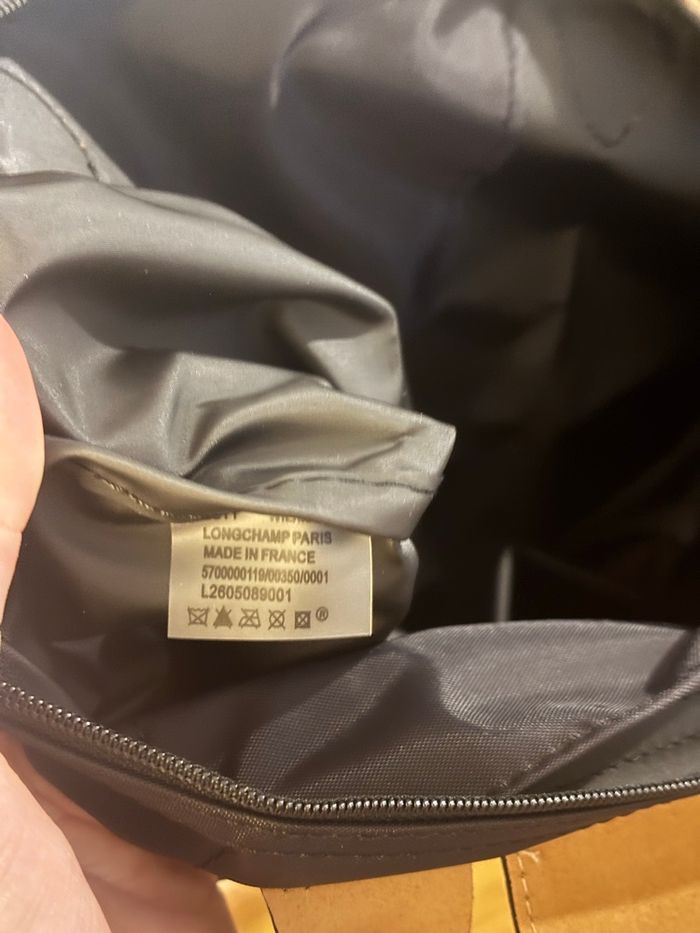 LONGCHAMP PARIS
MADE IN FRANCE
5700000119/00350/0001
L2605089001
®